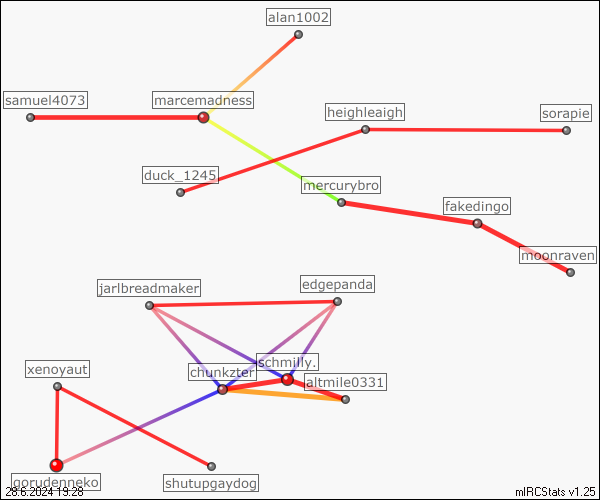 alan1002
samuel4073
marcemadness
heighleaigh
sorapie
duck_1245
mercurybro
fakedingo
moonraven
jarlbreadmaker
edgepanda
xenoyaut
chunkzter
schmilly.
altmile0331
gorudenneko
shutupgaydog
28.6.2024 19:28
mIRCStats v1.25